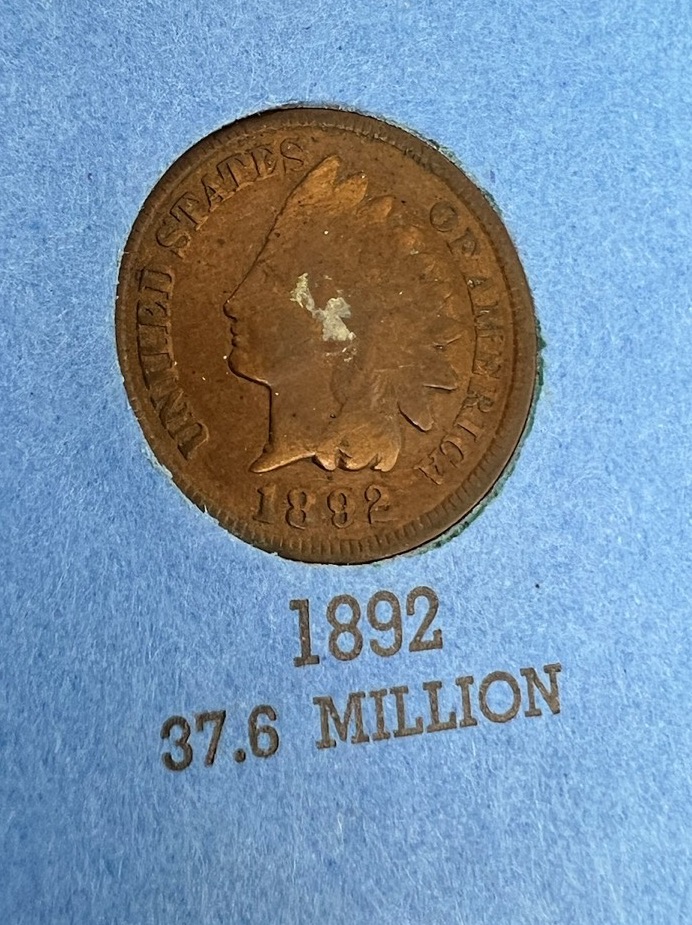 UNITED STATES OF AMERICA
1892
1892
37.6 MILLION